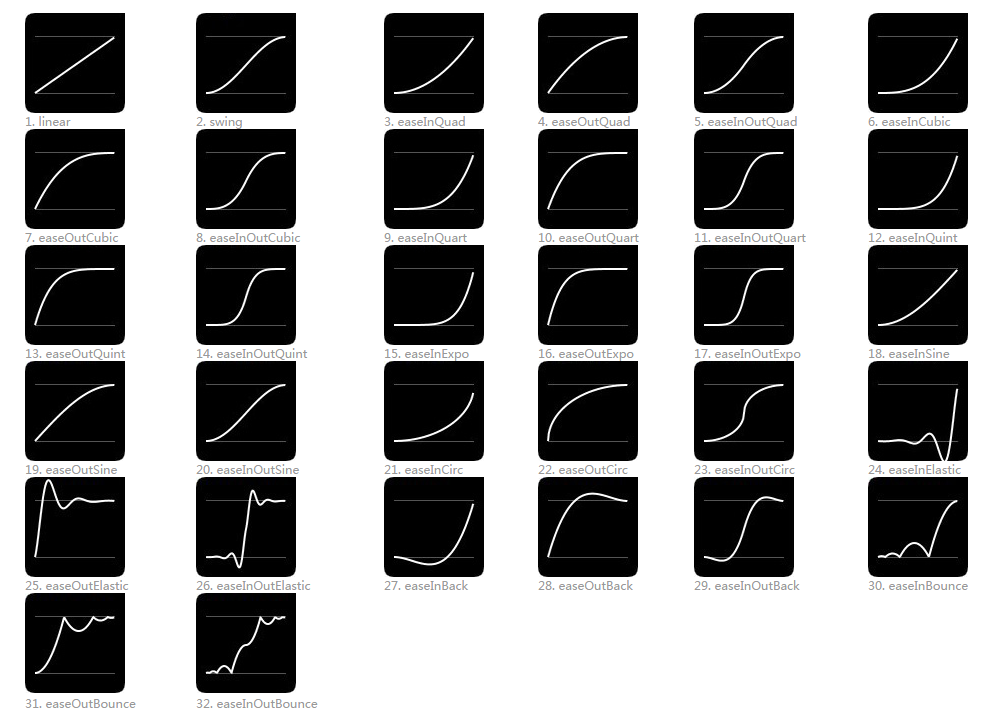 1. linear
2. swing
3. easeInQuad
4. easeOutQuad
5. easeInOutQuad
6. easeInCubic
7. easeOutCubic
8. easeInOutCubic
9. easeInQuart
10. easeOutQuart
11. easeInOutQuart
12. easeInQuint
13. easeOutQuint
14. easeInOutQuint
15. easeInExpo
16. easeOutExpo
17. easeInOutExpo
18. easeInSine
19. easeOutSine
20. easeInOutSine
21. easeInCirc
22. easeOutCirc
23. easeInOutCirc
24. easeInElastic
25. easeOutElastic
26. easeInOutElastic
27. easeInBack
28. easeOutBack
29. easeInOutBack
30. easeInBounce
31. easeOutBounce
32. easeInOutBounce